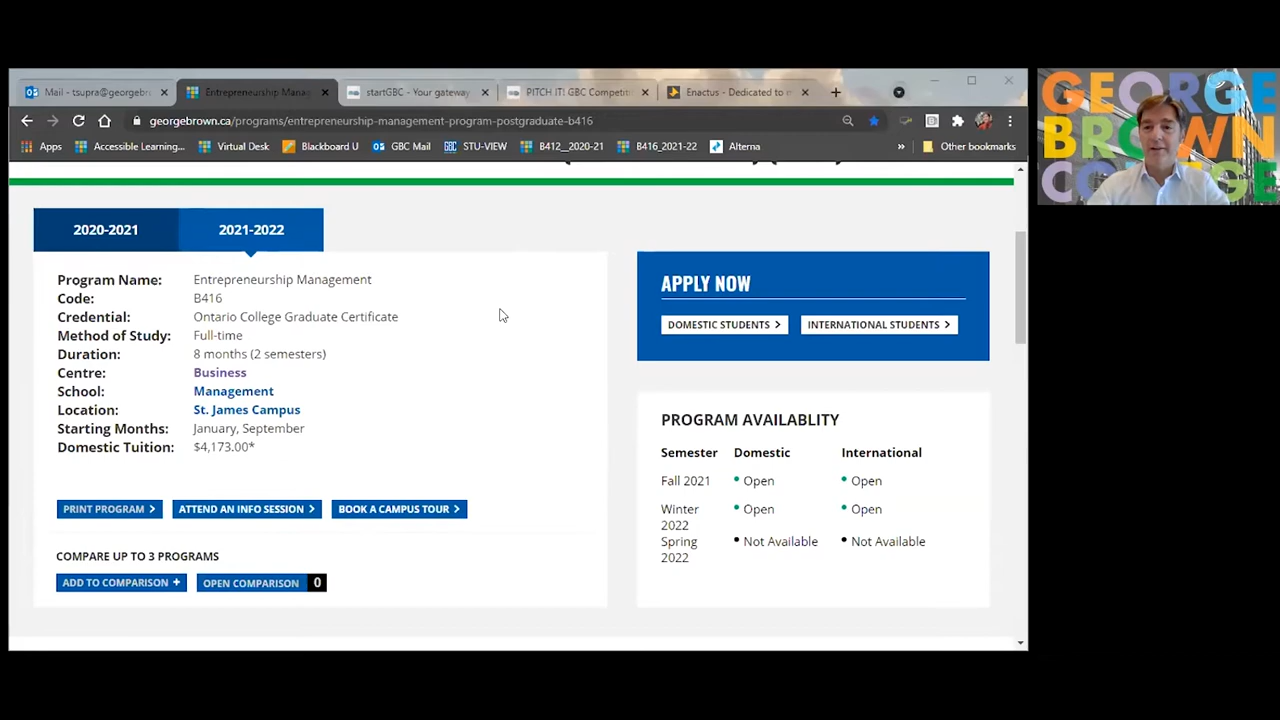 Mail - tsupra@georgebr
Entrepreneurship Manag
startGBC - Your gateway
PITCH IT! GBC Competiti
Enactus - Dedicated to m
georgebrown.ca/programs/entrepreneurship-management-program-postgraduate-b416
Apps
Accessible Learning...
Virtual Desk
Blackboard U
GBC Mail
STU-VIEW
B412__2020-21
B416_2021-22
Alterna
Other bookmarks
GEORGE
BROWN
COLLEGE
2020-2021
2021-2022
Program Name: Entrepreneurship Management
Code: B416
Credential: Ontario College Graduate Certificate
Method of Study: Full-time
Duration: 8 months (2 semesters)
Centre: Business
School: Management
Location: St. James Campus
Starting Months: January, September
Domestic Tuition: $4,173.00*
PRINT PROGRAM
ATTEND AN INFO SESSION
BOOK A CAMPUS TOUR
COMPARE UP TO 3 PROGRAMS
ADD TO COMPARISON +
OPEN COMPARISON 0
APPLY NOW
DOMESTIC STUDENTS
INTERNATIONAL STUDENTS
PROGRAM AVAILABLITY
Semester Domestic International
Fall 2021 Open Open
Winter 2022 Open Open
Spring 2022 Not Available Not Available